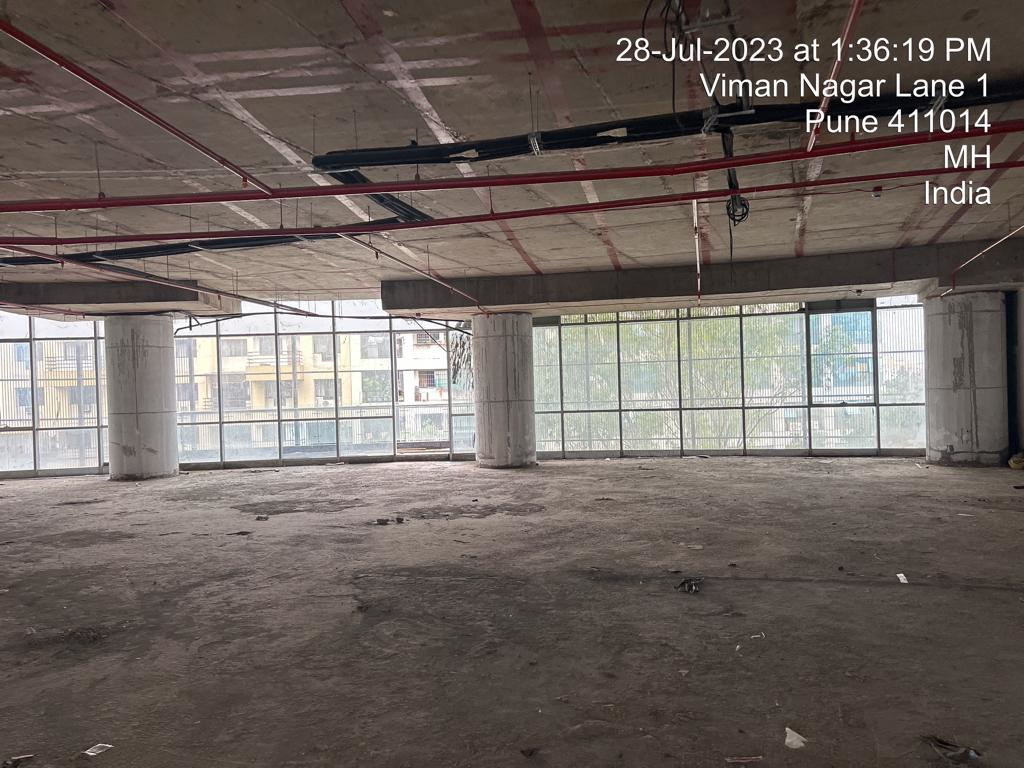 28-Jul-2023 at 1:36:19 PM
Viman Nagar Lane 1
Pune 411014
MH
India